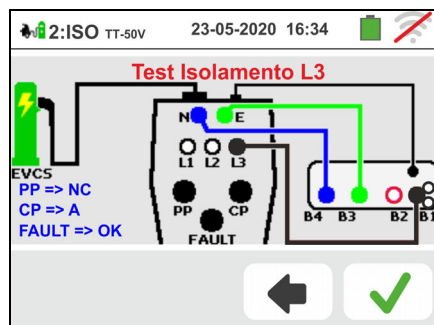 2:ISO TT-50V 23-05-2020 16:34
Test Isolamento L3
N E
L1 L2 L3
EVCS
PP => NC
CP => A
FAULT => OK
PP CP
FAULT
B4 B3 B2 B1